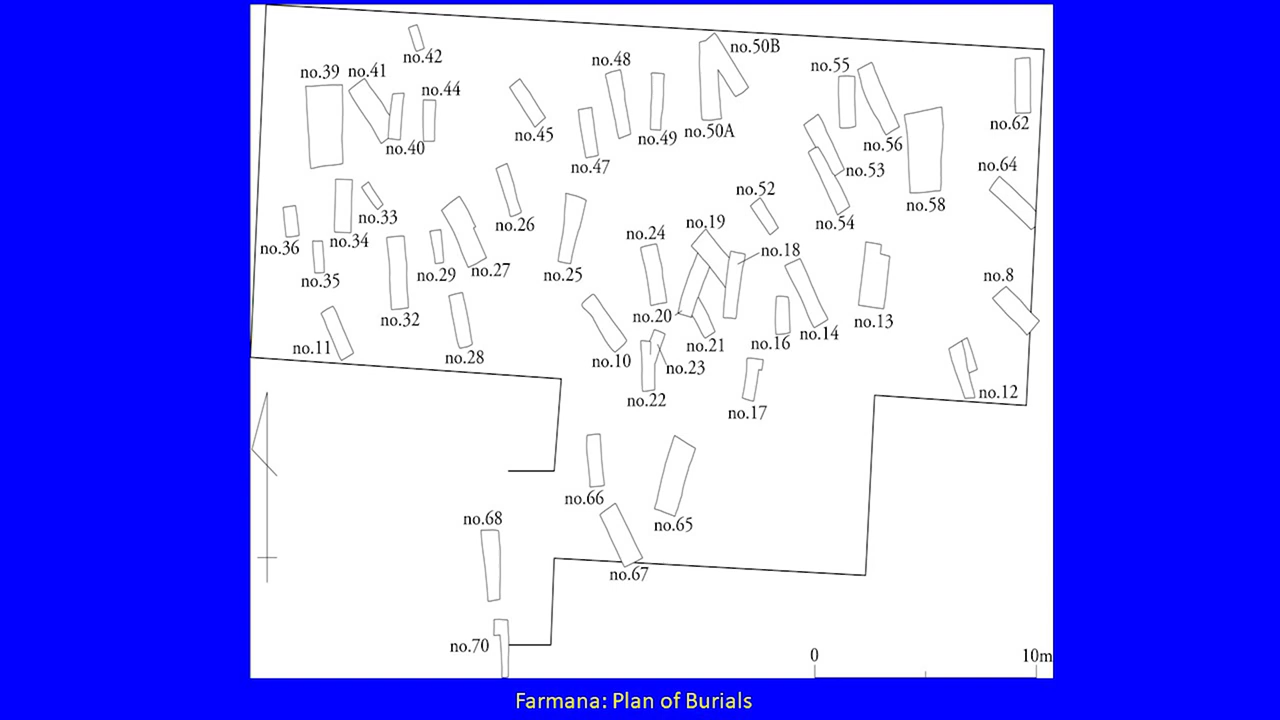 no.42
no.39
no.41
no.44
no.40
no.45
no.48
no.47
no.49
no.50B
no.50A
no.55
no.56
no.53
no.54
no.58
no.62
no.64
no.33
no.34
no.36
no.35
no.26
no.29
no.27
no.25
no.32
no.11
no.28
no.52
no.19
no.24
no.18
no.20
no.21
no.16
no.14
no.13
no.8
no.10
no.23
no.22
no.17
no.12
no.66
no.65
no.68
no.67
no.70
0
10m
Farmana: Plan of Burials